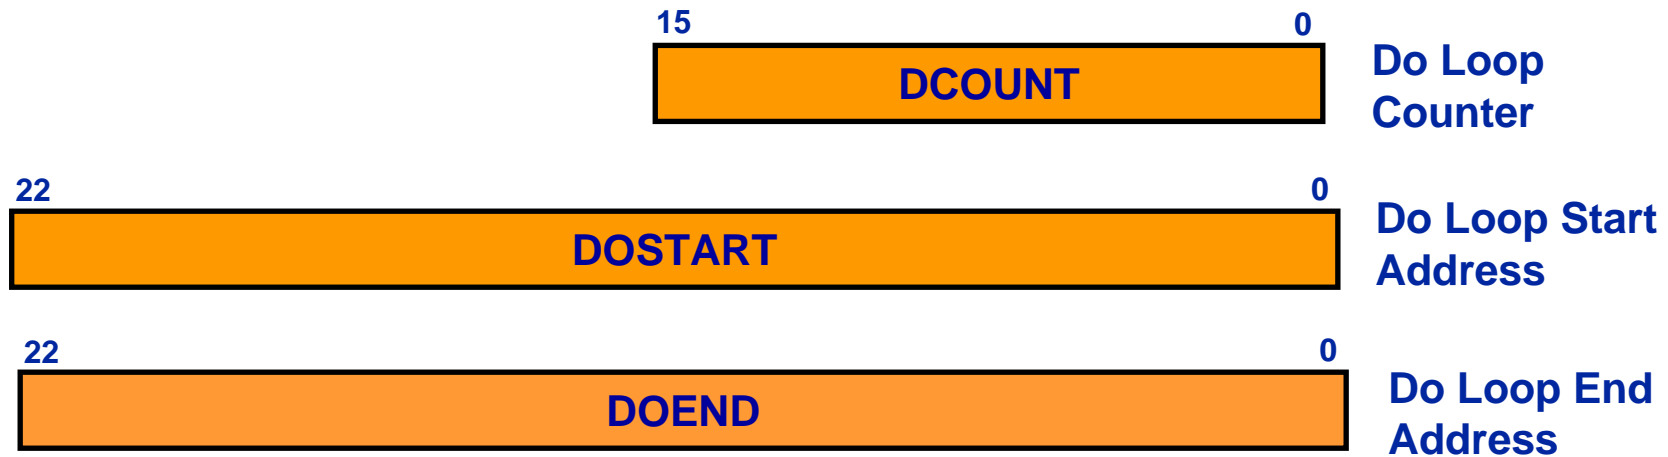 15 0
DCOUNT
Do Loop
Counter
22 0
DOSTART
Do Loop Start
Address
22 0
DOEND
Do Loop End
Address